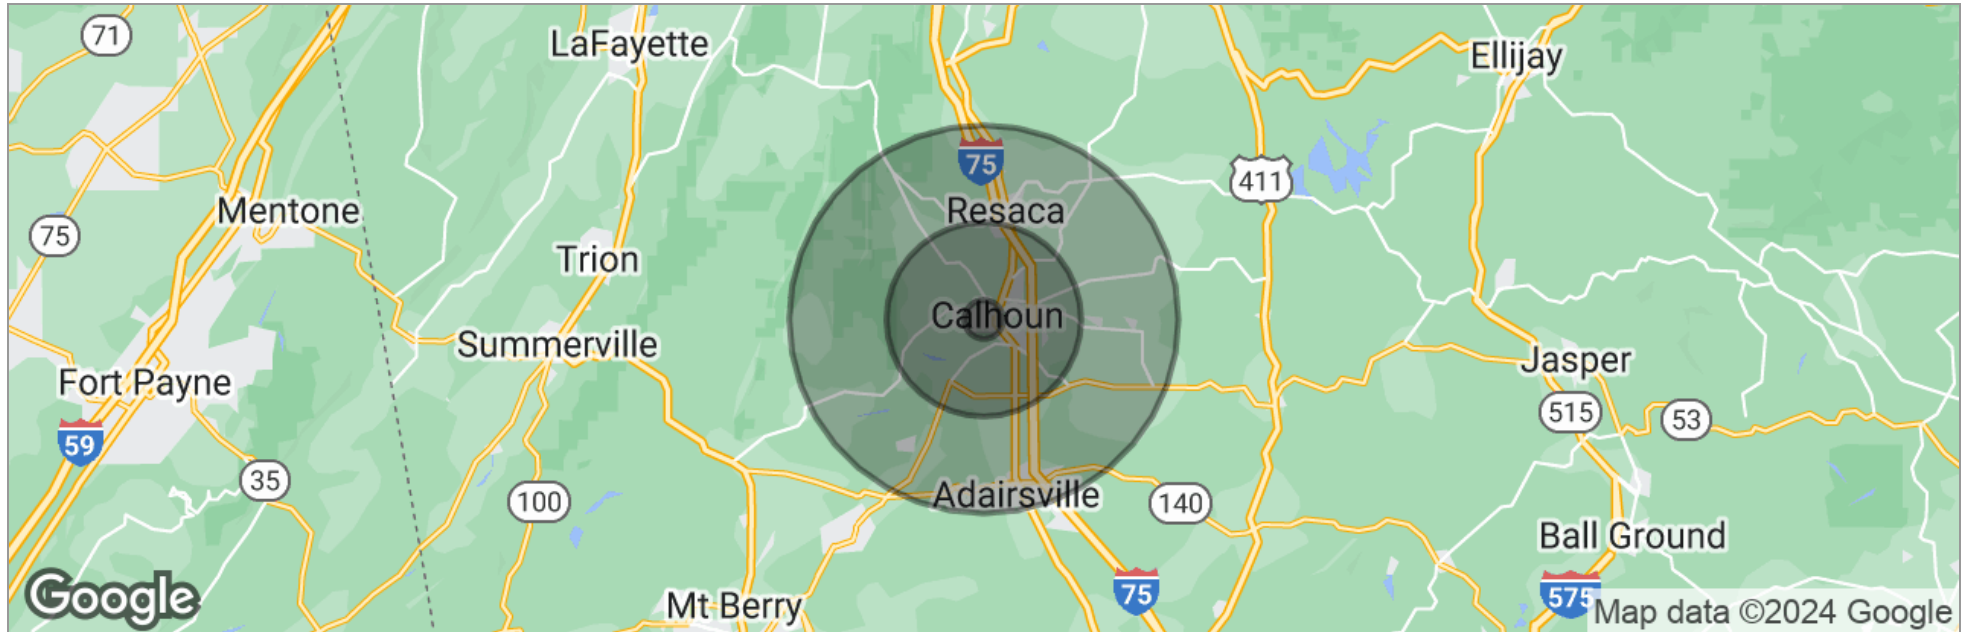 71
LaFayette
Ellijay
75
411
Mentone
Resaca
75
Trion
Calhoun
Summerville
Jasper
Fort Payne
515
53
59
35
100
Adairsville
140
Ball Ground
75
575
Google
Mt Berry
Map data ©2024 Google